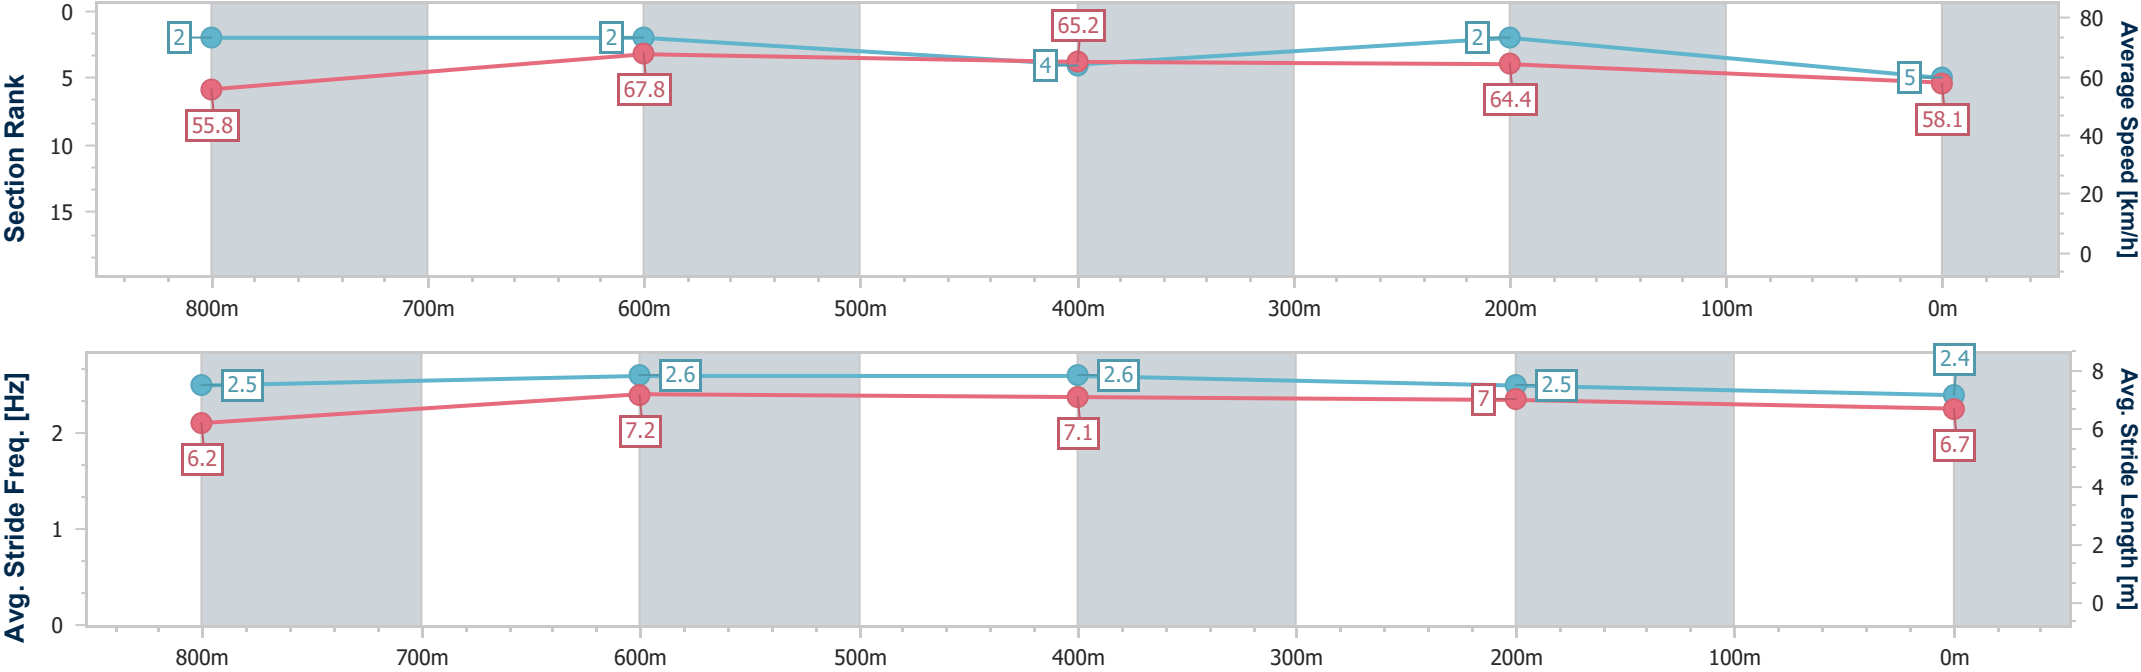 Section Rank
0
5
10
15
2
2
4
2
5
55.8
67.8
65.2
64.4
58.1
80
60
40
20
0
Average Speed [km/h]
800m
700m
600m
500m
400m
300m
200m
100m
0m
Avg. Stride Freq. [Hz]
2
1
0
2.5
2.6
2.6
2.5
2.4
6.2
7.2
7.1
7
6.7
8
6
4
2
0
Avg. Stride Length [m]
800m
700m
600m
500m
400m
300m
200m
100m
0m